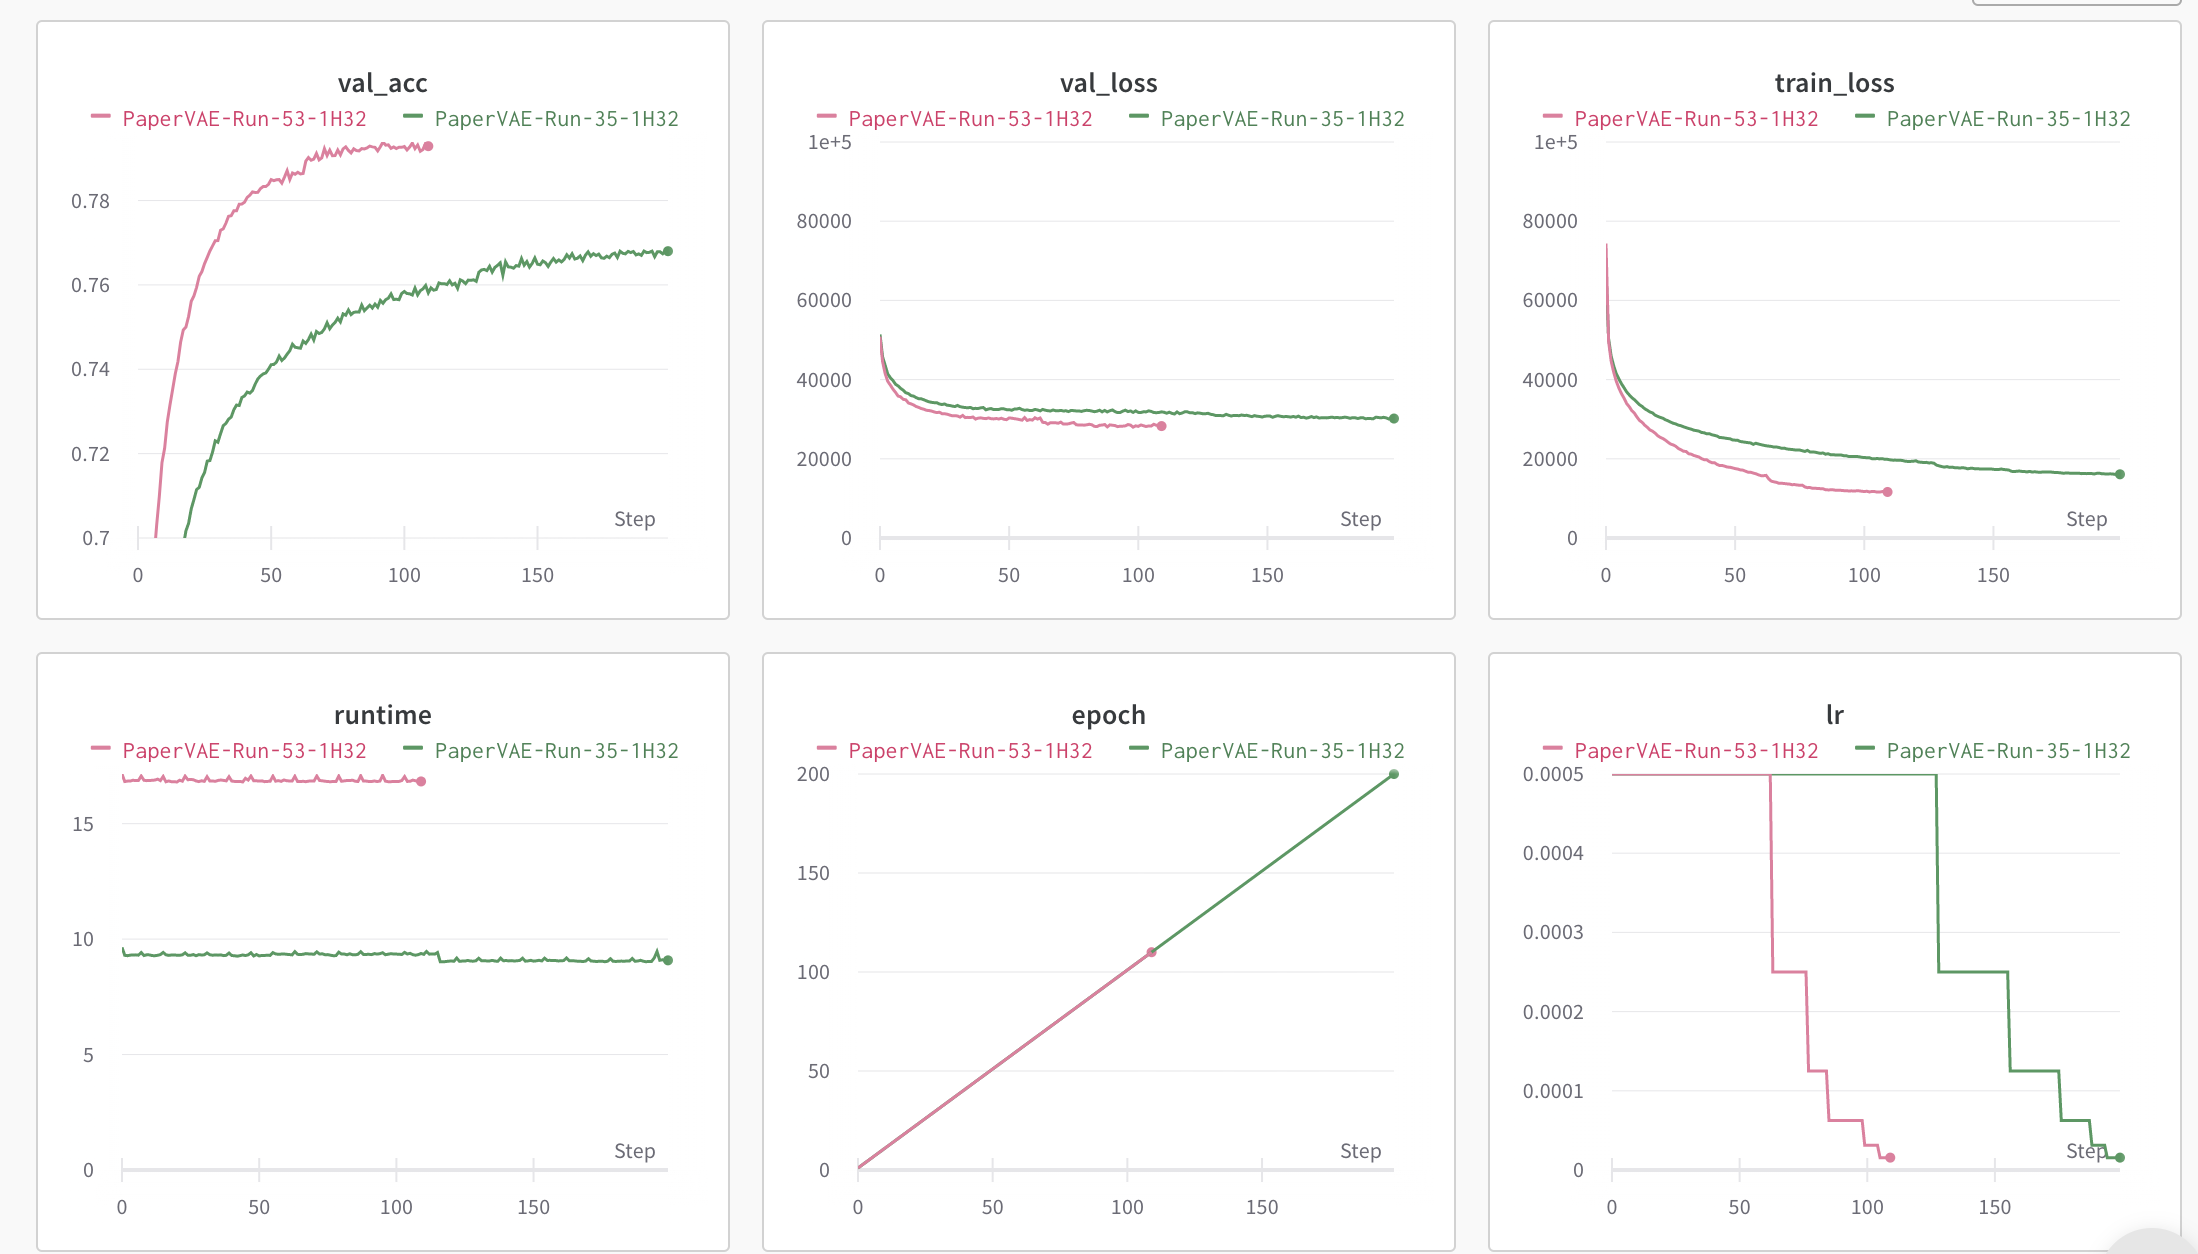 val_acc
PaperVAE-Run-53-1H32 PaperVAE-Run-35-1H32
0.78
0.76
0.74
0.72
0.7
Step
0 50 100 150
val_loss
PaperVAE-Run-53-1H32 PaperVAE-Run-35-1H32
1e+5
80000
60000
40000
20000
0
Step
0 50 100 150
train_loss
PaperVAE-Run-53-1H32 PaperVAE-Run-35-1H32
1e+5
80000
60000
40000
20000
0
Step
0 50 100 150
runtime
PaperVAE-Run-53-1H32 PaperVAE-Run-35-1H32
15
10
5
0
Step
0 50 100 150
epoch
PaperVAE-Run-53-1H32 PaperVAE-Run-35-1H32
200
150
100
50
0
Step
0 50 100 150
lr
PaperVAE-Run-53-1H32 PaperVAE-Run-35-1H32
0.0005
0.0004
0.0003
0.0002
0.0001
0
Step
0 50 100 150